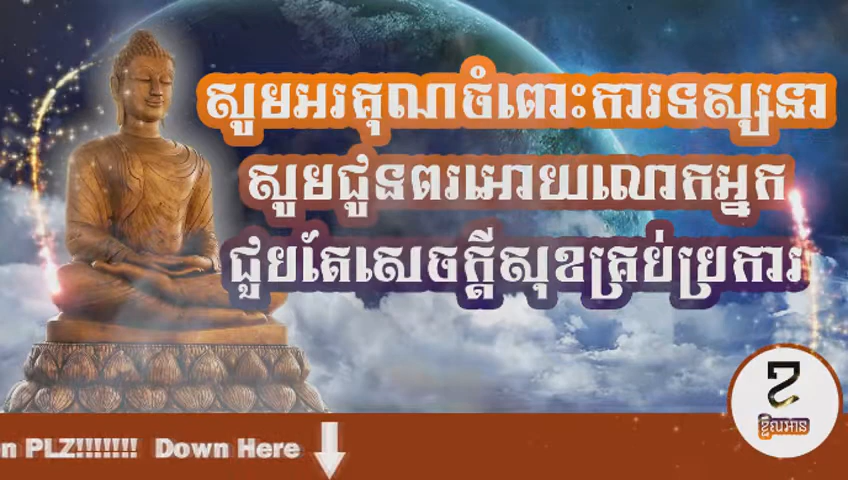 សូមអរគុណចំពោះការទស្សនា
សូមជូនពរអោយលោកអ្នក
ជួបតែសេចក្ដីសុខគ្រប់ប្រការ
n PLZ!!!!!!! Down Here